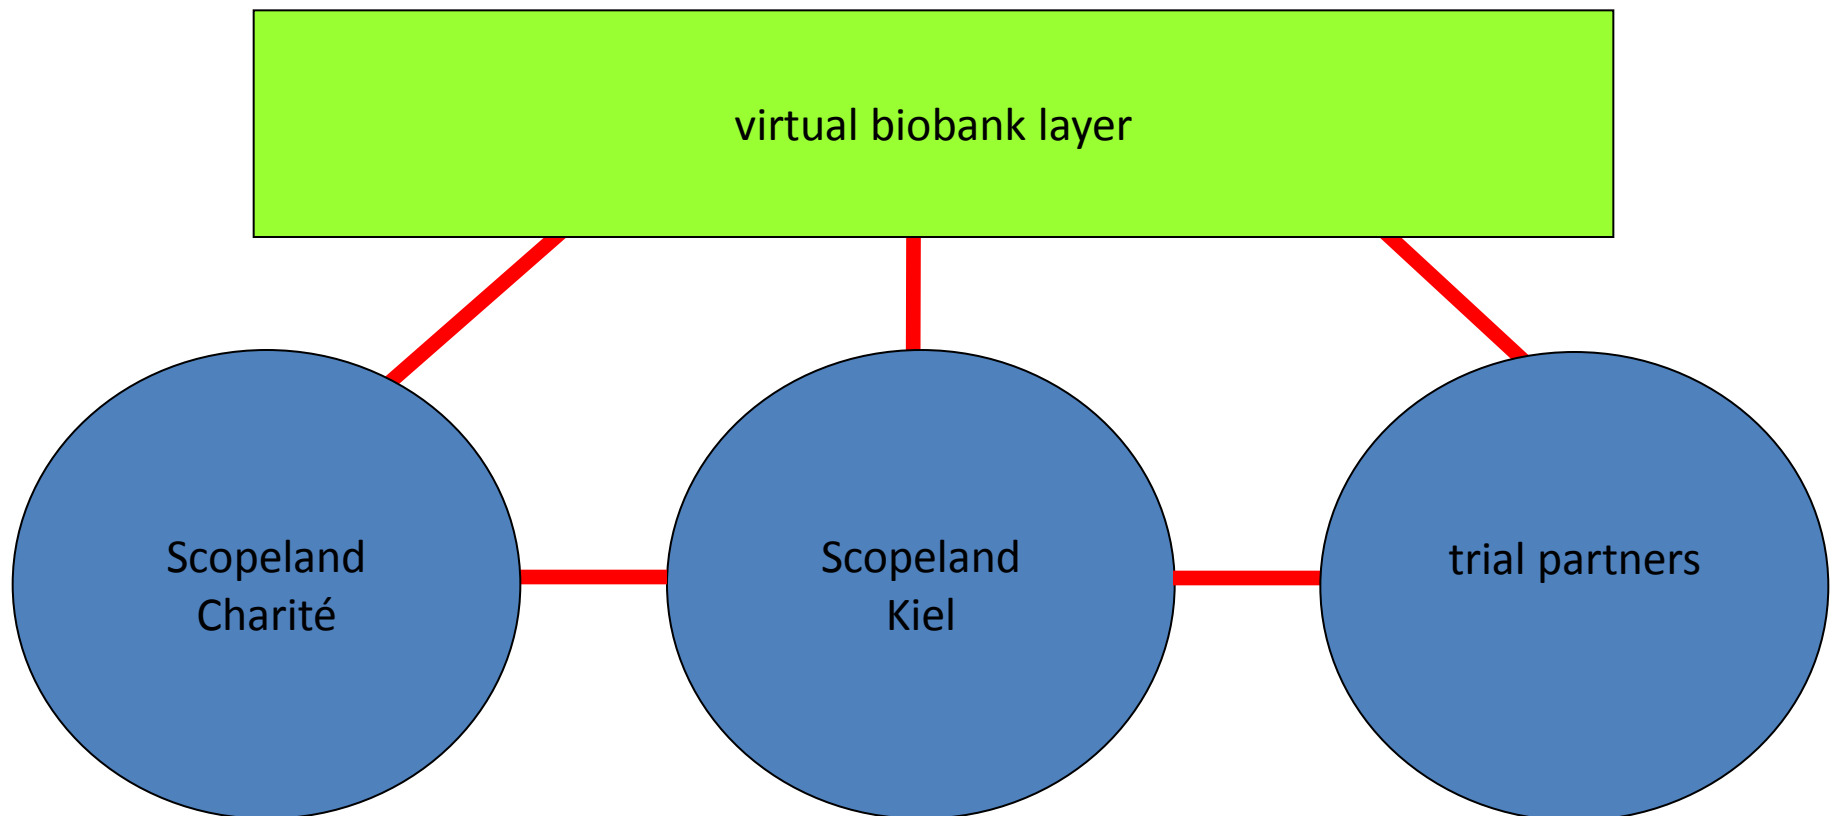 virtual biobank layer
Scopeland
Charité
Scopeland
Kiel
trial partners